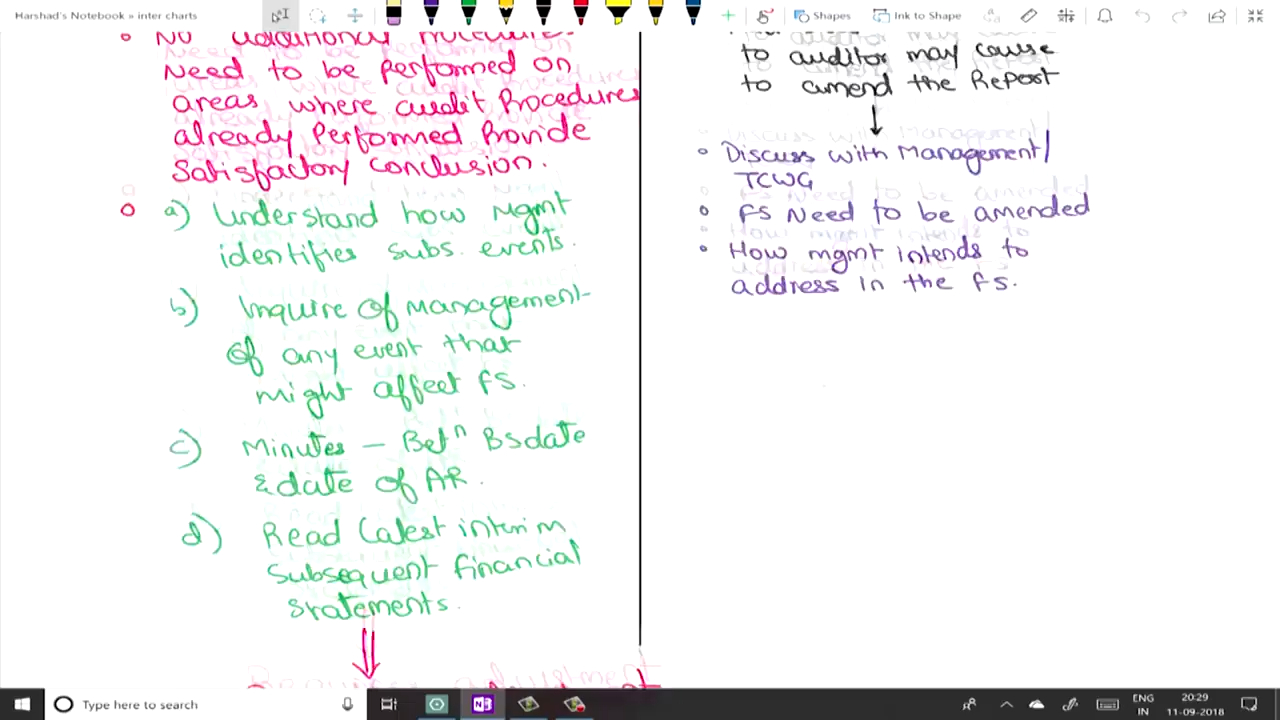 Harshad's Notebook » inter charts
Shapes
Ink to Shape
No additional Procedures
Need to be Performed on
areas where audit Procedures
already Performed Provide
Satisfactory Conclusion.
a) Understand how Mgmt
identifies subs. events.
b) Inquire Of Management
Of any event that
might affect FS.
c) Minutes – Betn BS date
& date of AR.
d) Read latest interim
Subsequent financial
Statements.
to auditor may cause
to amend the Report
Discuss with Management/
TCWG
FS Need to be amended
How mgmt intends to
address in the FS.
Type here to search
ENG
IN
20:29
11-09-2018